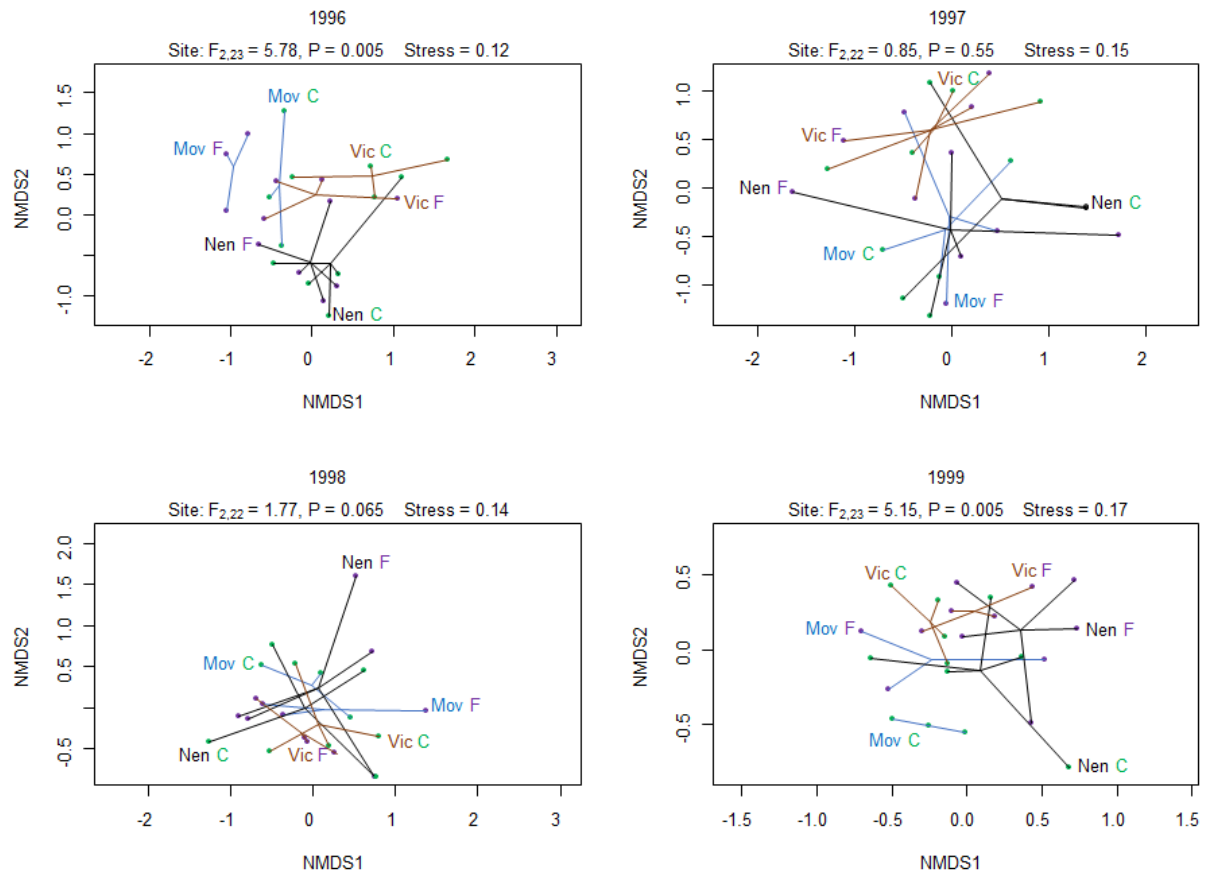 1996
Site: F2,23 = 5.78, P = 0.005 Stress = 0.12
Mov C
Mov F
Vic C
Vic F
Nen F
Nen C
NMDS2
-1.0 0.0 0.5 1.0 1.5
-2 -1 0 1 2 3
NMDS1
1997
Site: F2,22 = 0.85, P = 0.55 Stress = 0.15
Vic C
Vic F
Nen F
Nen C
Mov C
Mov F
NMDS2
-1.0 -0.5 0.0 0.5 1.0
-2 -1 0 1 2
NMDS1
1998
Site: F2,22 = 1.77, P = 0.065 Stress = 0.14
Nen F
Mov C
Mov F
Nen C
Vic F
Vic C
NMDS2
-0.5 0.5 1.0 1.5 2.0
-2 -1 0 1 2 3
NMDS1
1999
Site: F2,23 = 5.15, P = 0.005 Stress = 0.17
Vic C
Vic F
Mov F
Nen F
Mov C
Nen C
NMDS2
-0.5 0.0 0.5
-1.5 -1.0 -0.5 0.0 0.5 1.0 1.5
NMDS1